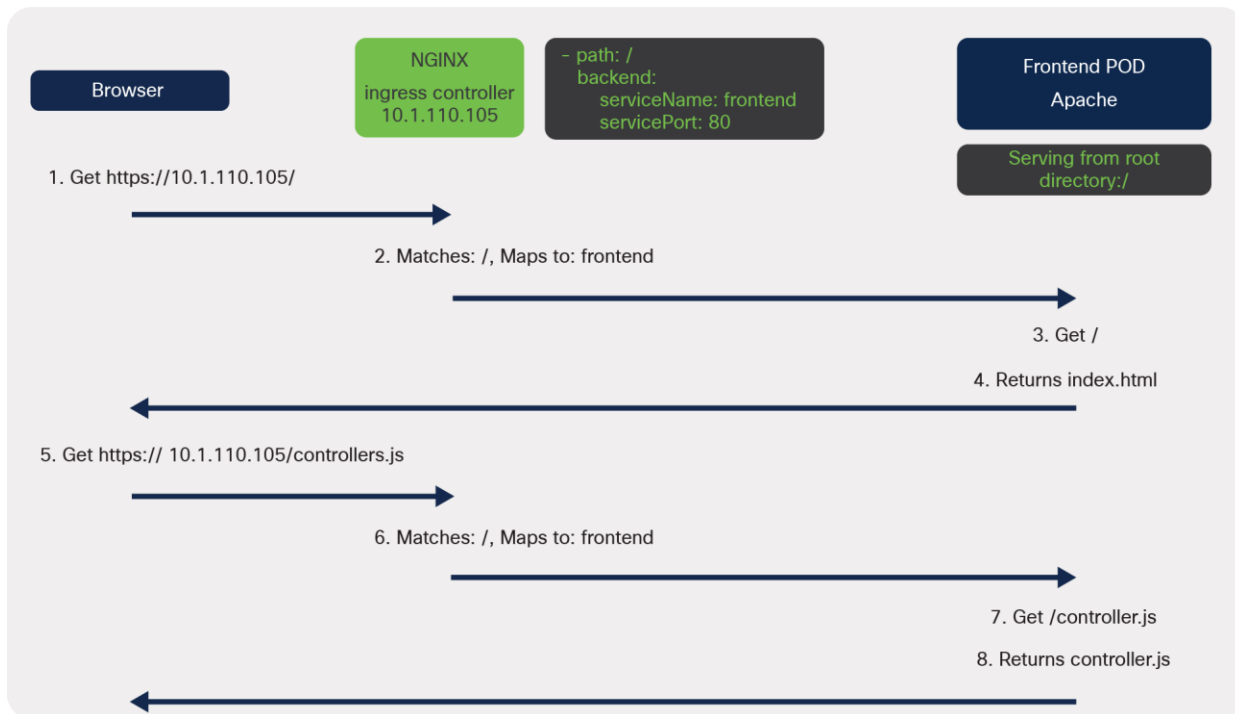 Browser
NGINX
ingress controller
10.1.110.105
- path: /
backend:
serviceName: frontend
servicePort: 80
Frontend POD
Apache
Serving from root
directory:/
1. Get https://10.1.110.105/
2. Matches: /, Maps to: frontend
3. Get /
4. Returns index.html
5. Get https:// 10.1.110.105/controllers.js
6. Matches: /, Maps to: frontend
7. Get /controller.js
8. Returns controller.js